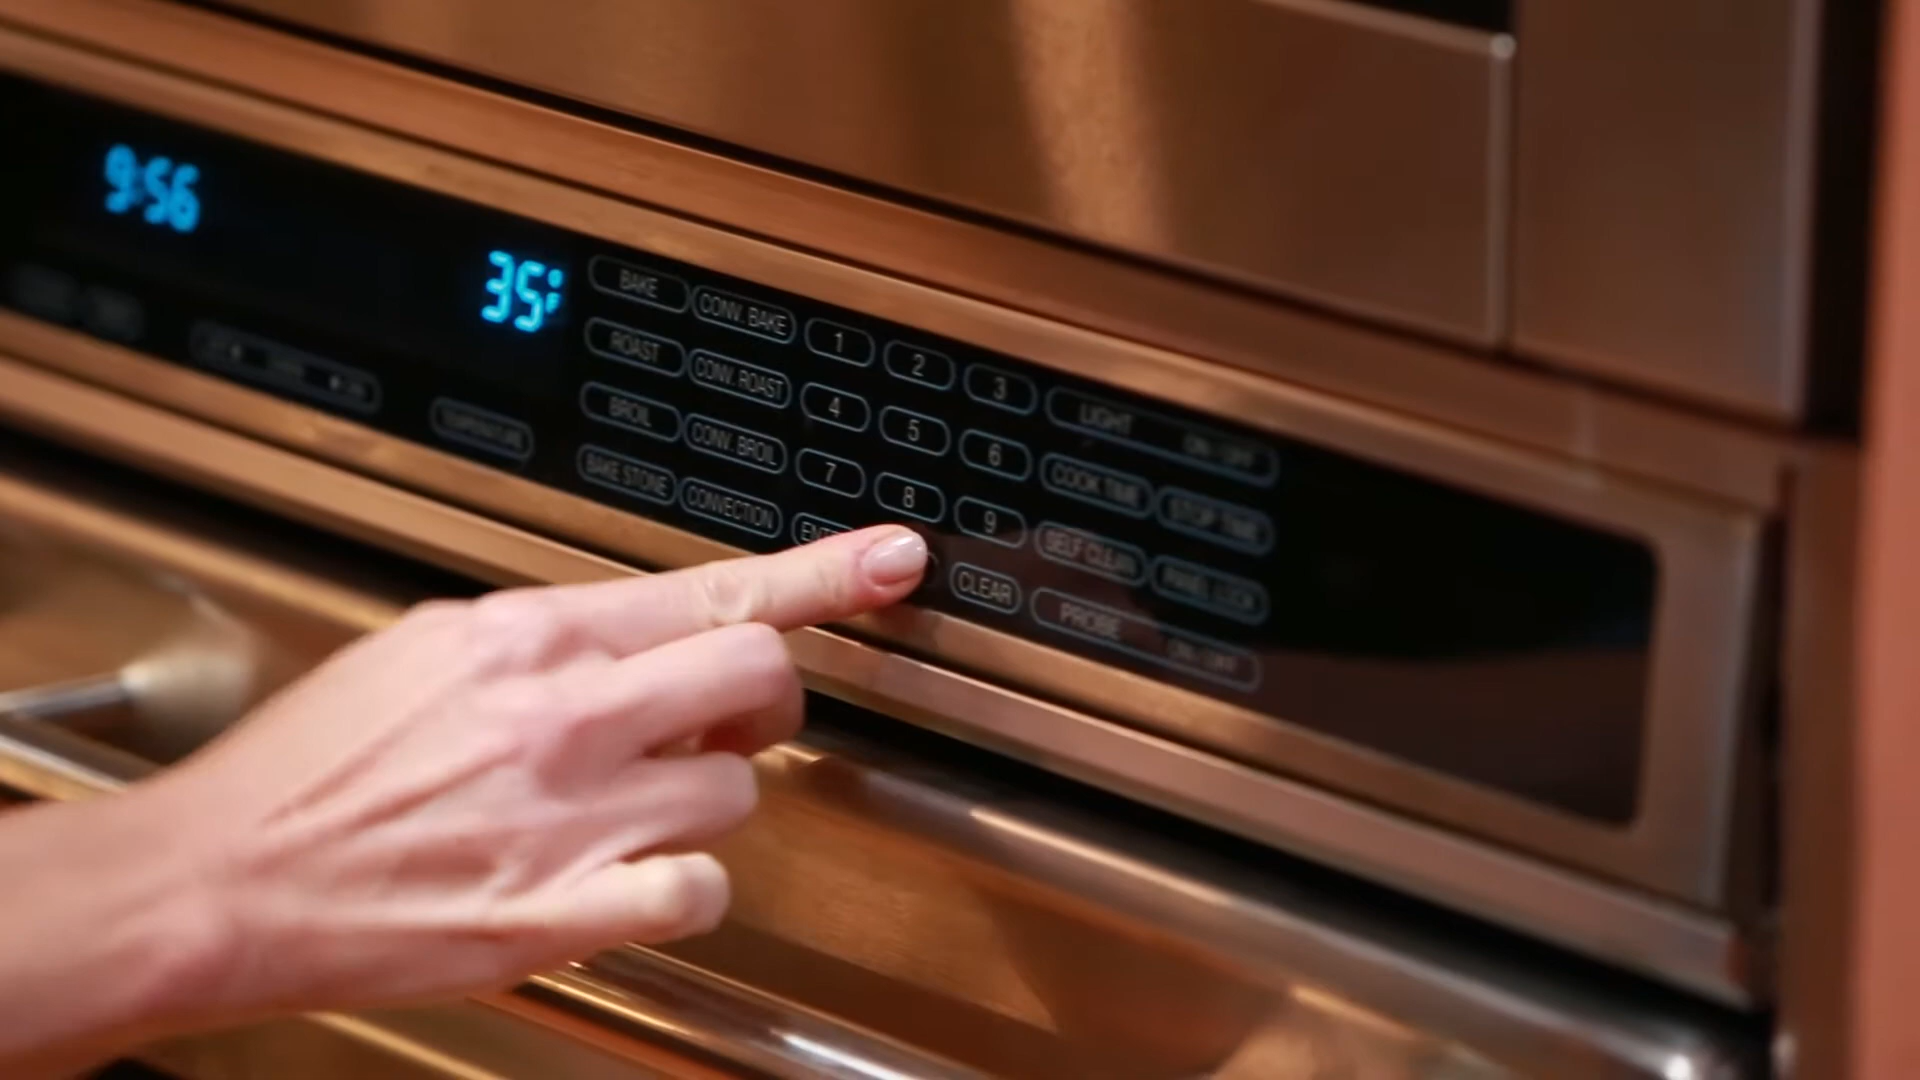 9:56
35°F
BAKE CONV. BAKE 1 2 3 LIGHT ON / OFF
ROAST CONV. ROAST 4 5 6 COOK TIME STOP TIME
BROIL CONV. BROIL 7 8 9 SELF CLEAN PANEL LOCK
BAKE STONE CONVECTION CLEAR PROBE ON / OFF
TEMPERATURE